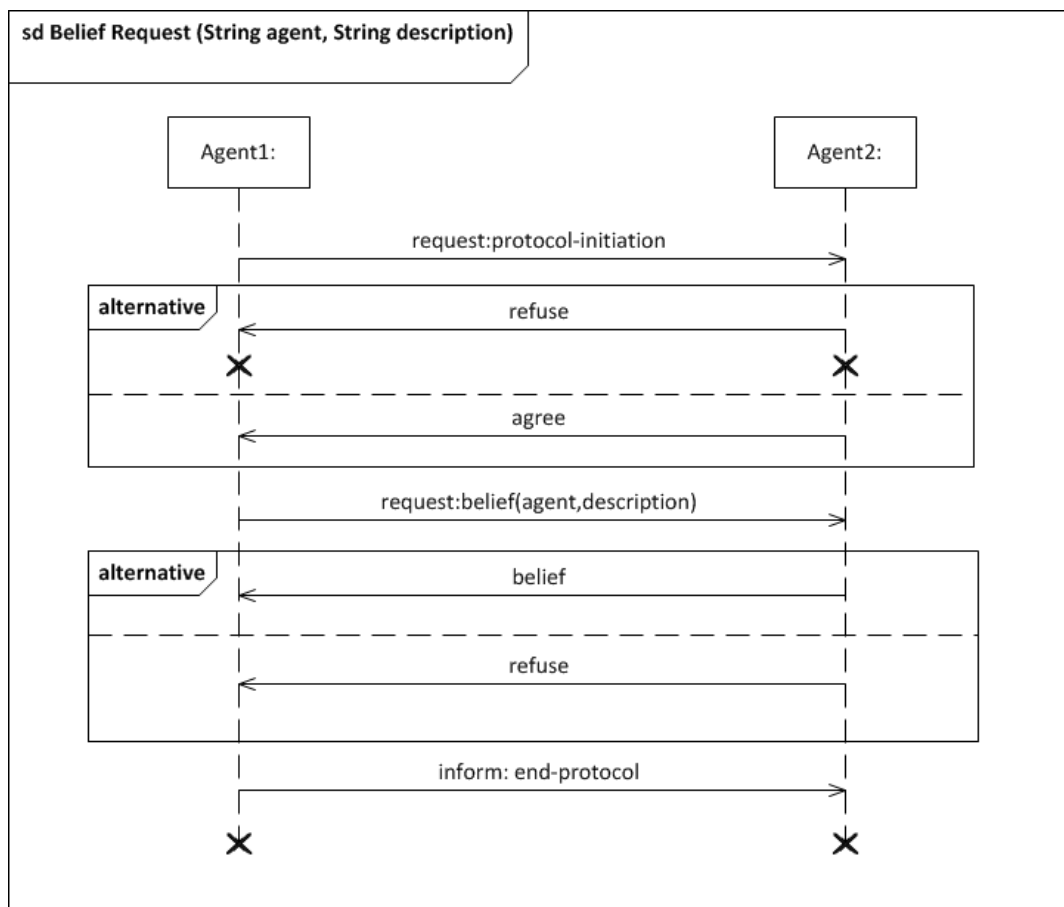 sd Belief Request (String agent, String description)
Agent1:
Agent2:
request:protocol-initiation
alternative
refuse
agree
request:belief(agent,description)
alternative
belief
refuse
inform: end-protocol